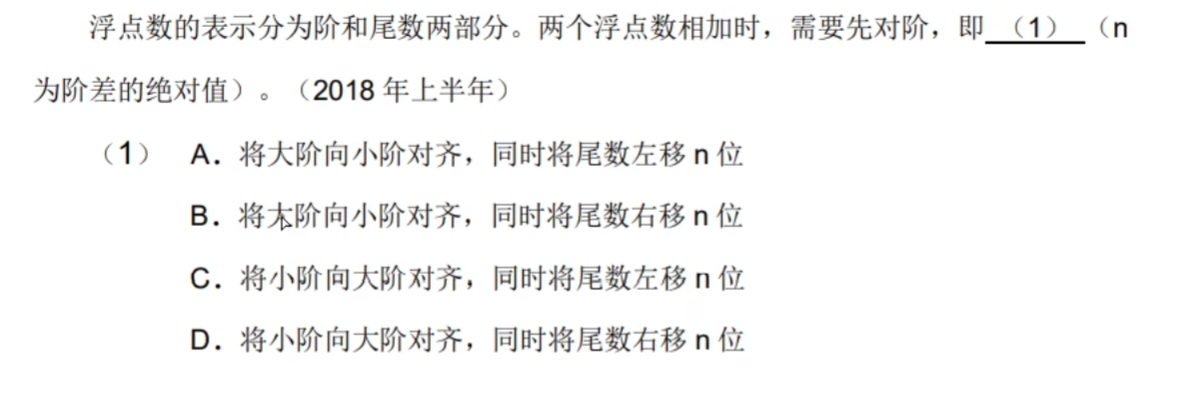 浮点数的表示分为阶和尾数两部分。两个浮点数相加时，需要先对阶，即（1）（n
为阶差的绝对值）。（2018 年上半年）
（1） A．将大阶向小阶对齐，同时将尾数左移 n 位
B．将大阶向小阶对齐，同时将尾数右移 n 位
C．将小阶向大阶对齐，同时将尾数左移 n 位
D．将小阶向大阶对齐，同时将尾数右移 n 位